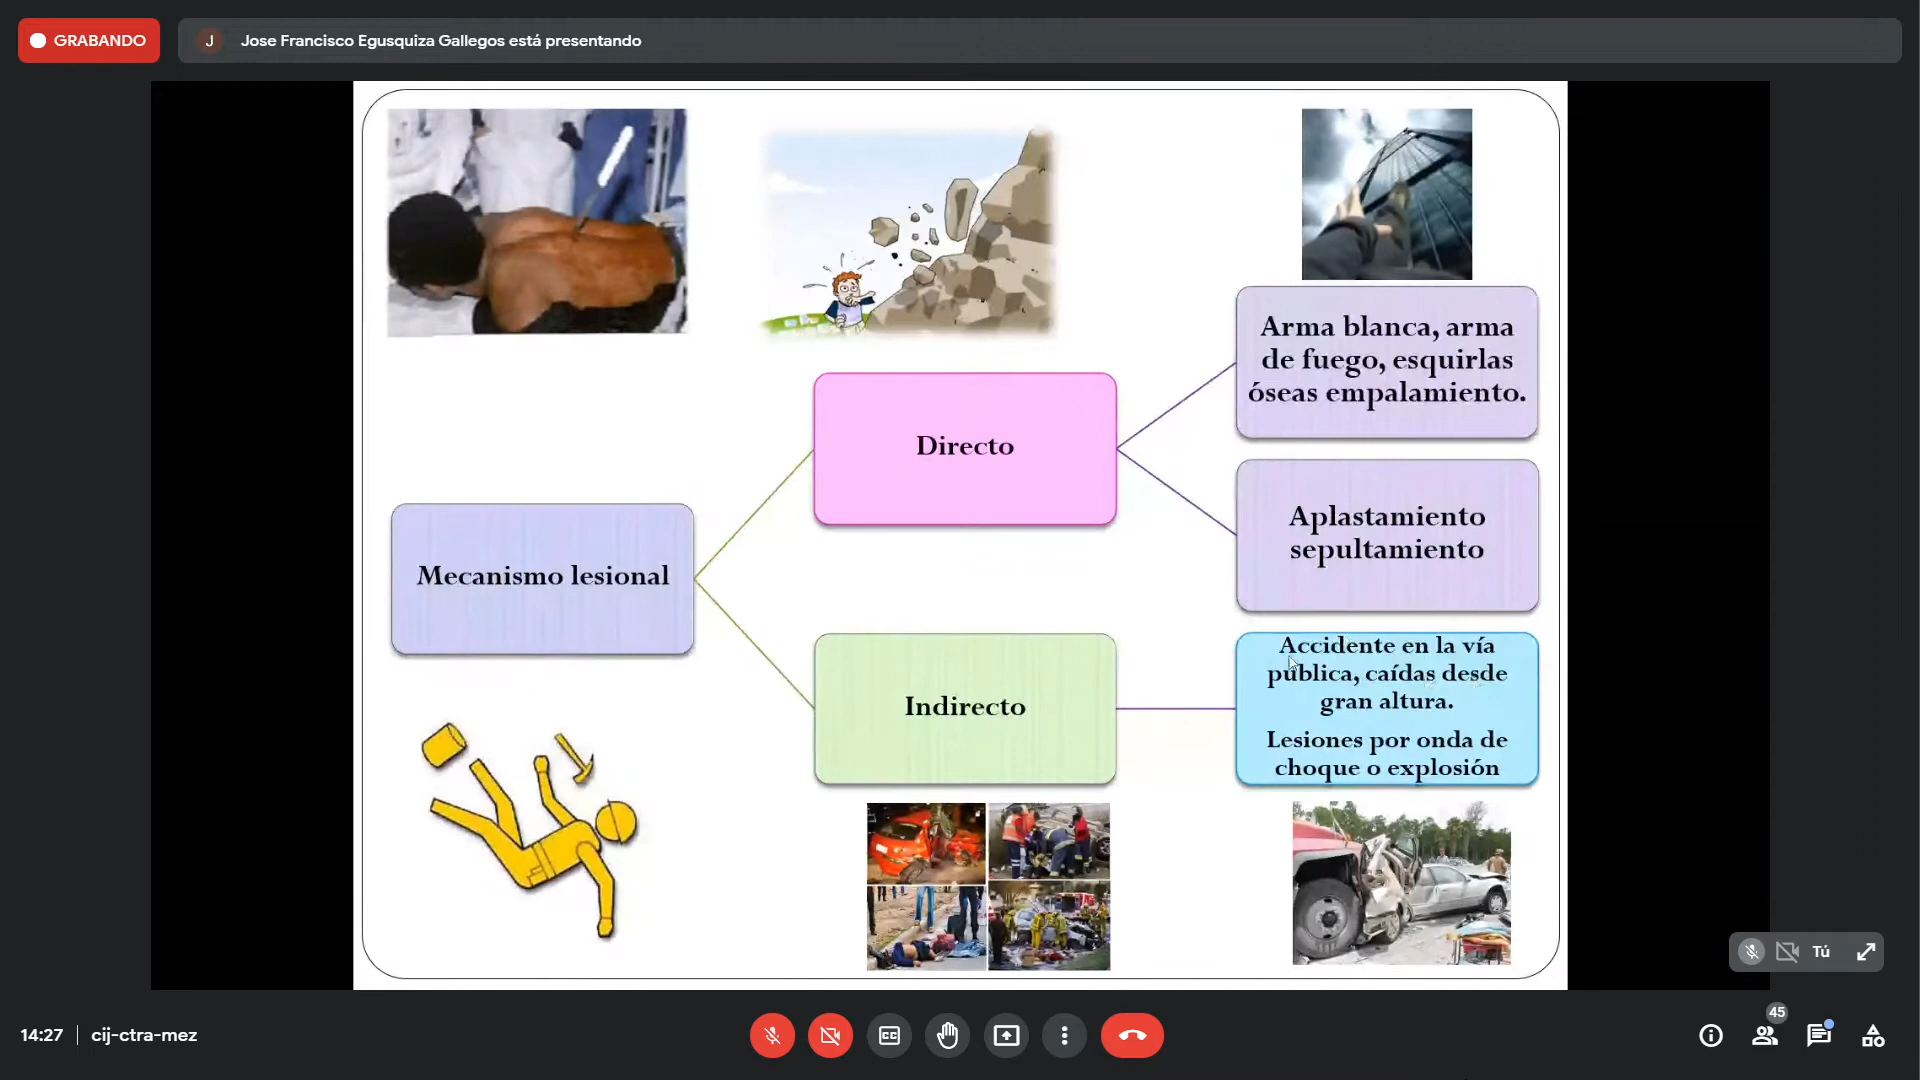 GRABANDO
J
Jose Francisco Egusquiza Gallegos está presentando
Arma blanca, arma
de fuego, esquirlas
óseas empalamiento.
Directo
Aplastamiento
sepultamiento
Mecanismo lesional
Indirecto
Accidente en la vía
pública, caídas desde
gran altura.
Lesiones por onda de
choque o explosión
Tú
14:27
cij-ctra-mez
CC
45